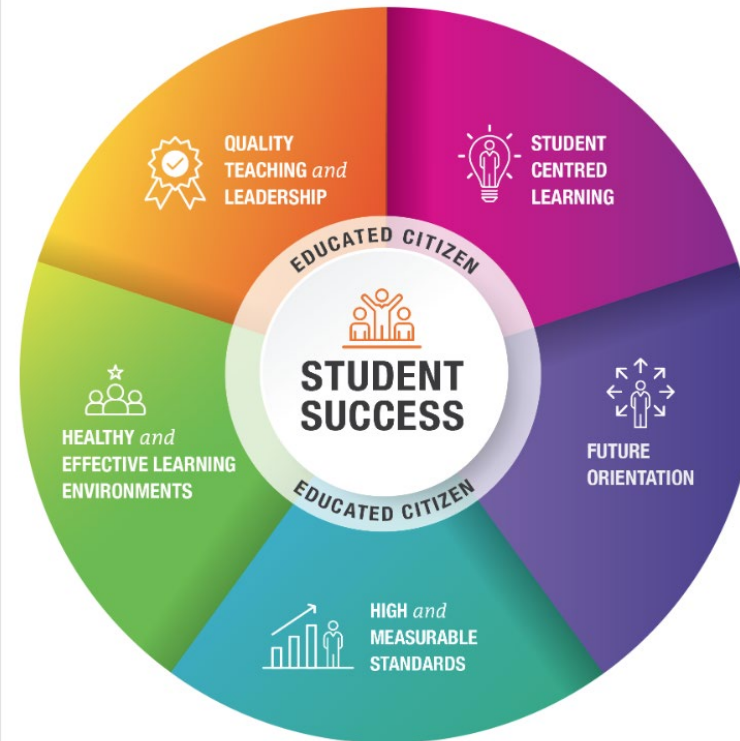 QUALITY
TEACHING and
LEADERSHIP
STUDENT
CENTRED
LEARNING
EDUCATED CITIZEN
STUDENT
SUCCESS
EDUCATED CITIZEN
HEALTHY and
EFFECTIVE LEARNING
ENVIRONMENTS
FUTURE
ORIENTATION
HIGH and
MEASURABLE
STANDARDS